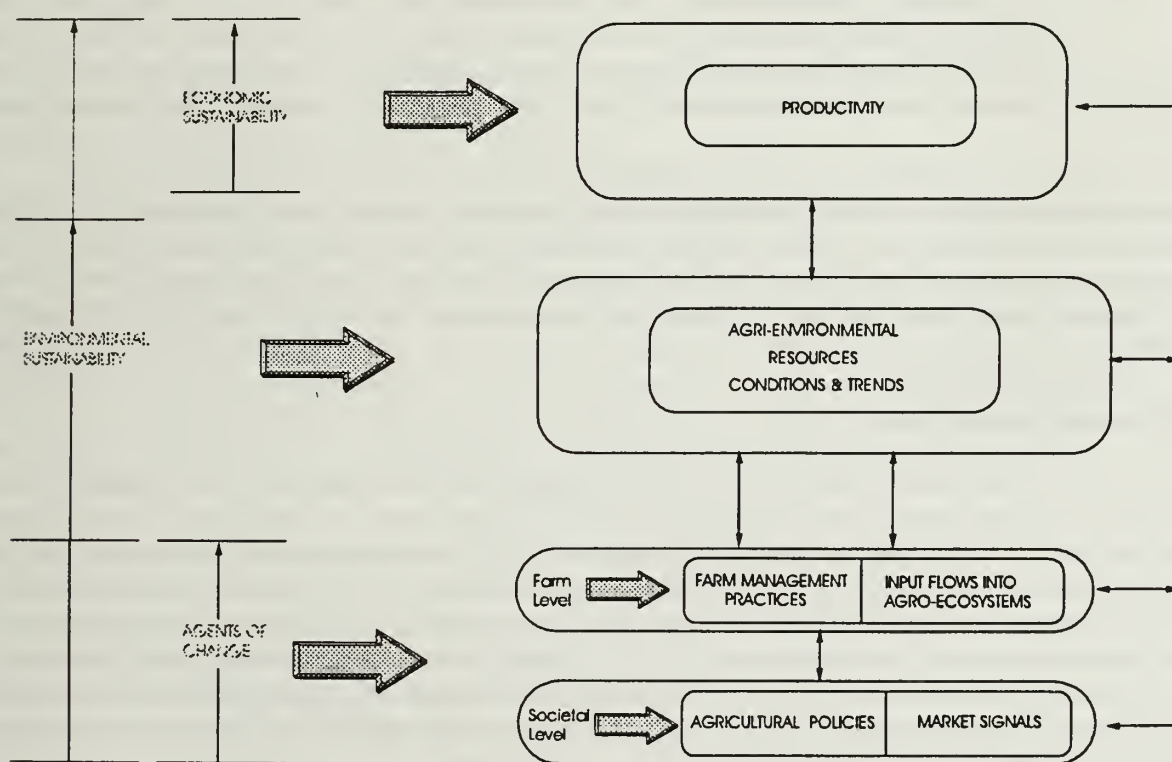 ECONOMIC
SUSTAINABILITY
PRODUCTIVITY
ENVIRONMENTAL
SUSTAINABILITY
AGRI-ENVIRONMENTAL
RESOURCES
CONDITIONS & TRENDS
Farm
Level
FARM MANAGEMENT
PRACTICES
INPUT FLOWS INTO
AGRO-ECOSYSTEMS
AGENTS OF
CHANGE
Societal
Level
AGRICULTURAL POLICIES
MARKET SIGNALS